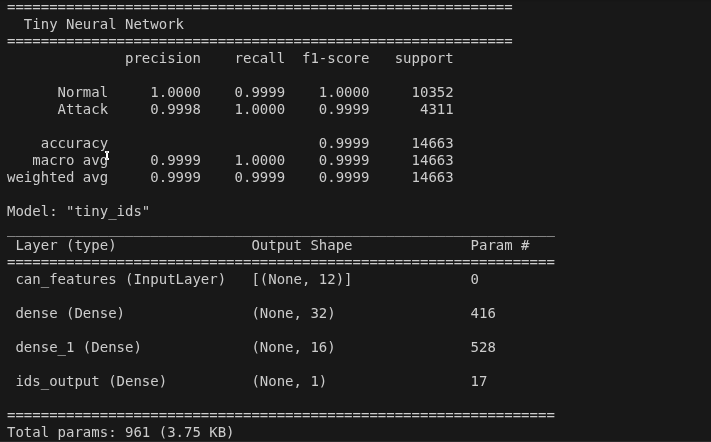 ============================================================
Tiny Neural Network
============================================================
precision recall f1-score support
Normal 1.0000 0.9999 1.0000 10352
Attack 0.9998 1.0000 0.9999 4311
accuracy 0.9999 14663
macro avg 0.9999 1.0000 0.9999 14663
weighted avg 0.9999 0.9999 0.9999 14663
Model: "tiny_ids"
_________________________________________________________________
Layer (type) Output Shape Param #
=================================================================
can_features (InputLayer) [(None, 12)] 0
dense (Dense) (None, 32) 416
dense_1 (Dense) (None, 16) 528
ids_output (Dense) (None, 1) 17
=================================================================
Total params: 961 (3.75 KB)